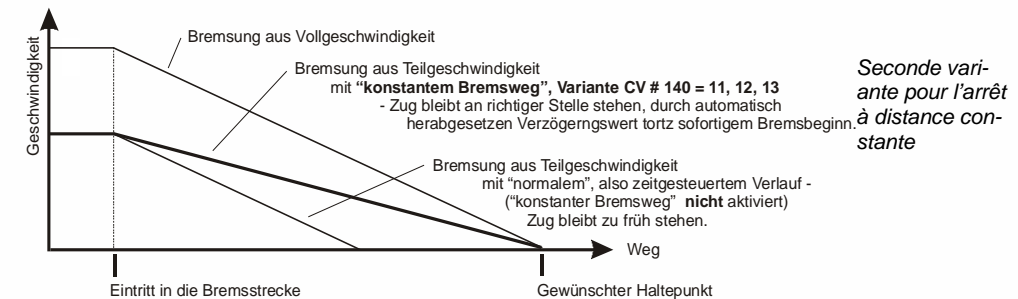 Geschwindigkeit
Bremsung aus Vollgeschwindigkeit
Bremsung aus Teilgeschwindigkeit
mit “konstantem Bremsweg”, Variante CV # 140 = 11, 12, 13
- Zug bleibt an richtiger Stelle stehen, durch automatisch
herabgesetzen Verzögerngswert tortz sofortigem Bremsbeginn.
Bremsung aus Teilgeschwindigkeit
mit “normalem”, also zeitgesteuertem Verlauf -
(“konstanter Bremsweg” nicht aktiviert)
Zug bleibt zu früh stehen.
Weg
Eintritt in die Bremsstrecke
Gewünschter Haltepunkt
Seconde vari-
ante pour l'arrêt
à distance con-
stante